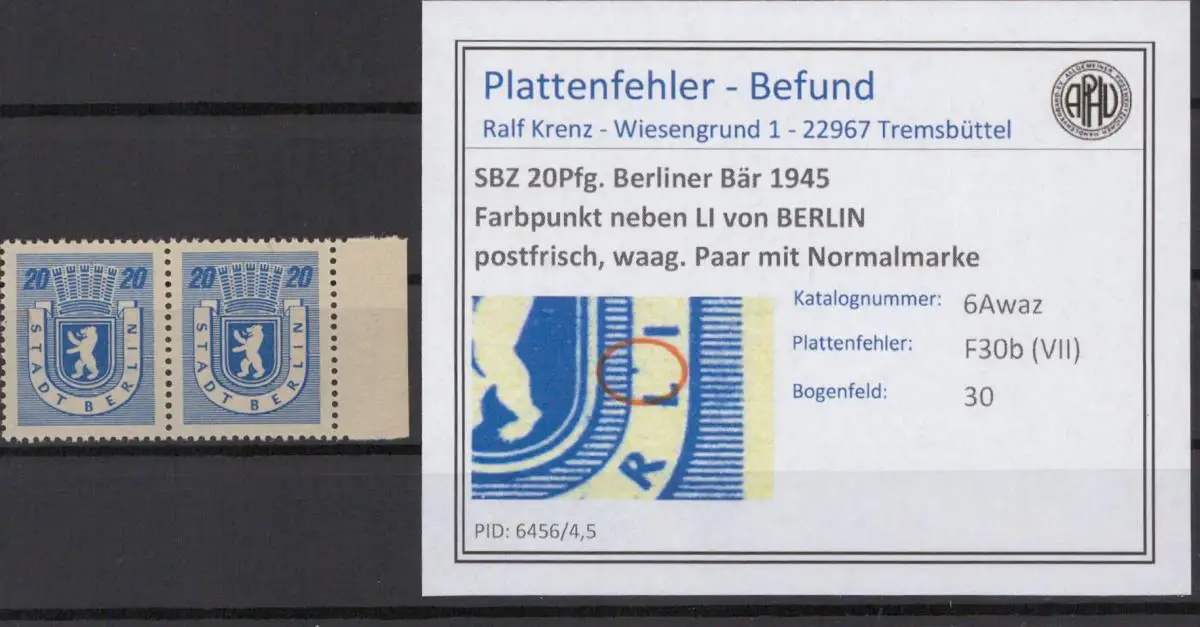 20 20
STADT BERLIN
20 20
STADT BERLIN
Plattenfehler - Befund
Ralf Krenz - Wiesengrund 1 - 22967 Tremsbüttel
APHV
SBZ 20Pfg. Berliner Bär 1945
Farbpunkt neben LI von BERLIN
postfrisch, waag. Paar mit Normalmarke
R L I
Katalognummer: 6Awaz
Plattenfehler: F30b (VII)
Bogenfeld: 30
PID: 6456/4,5